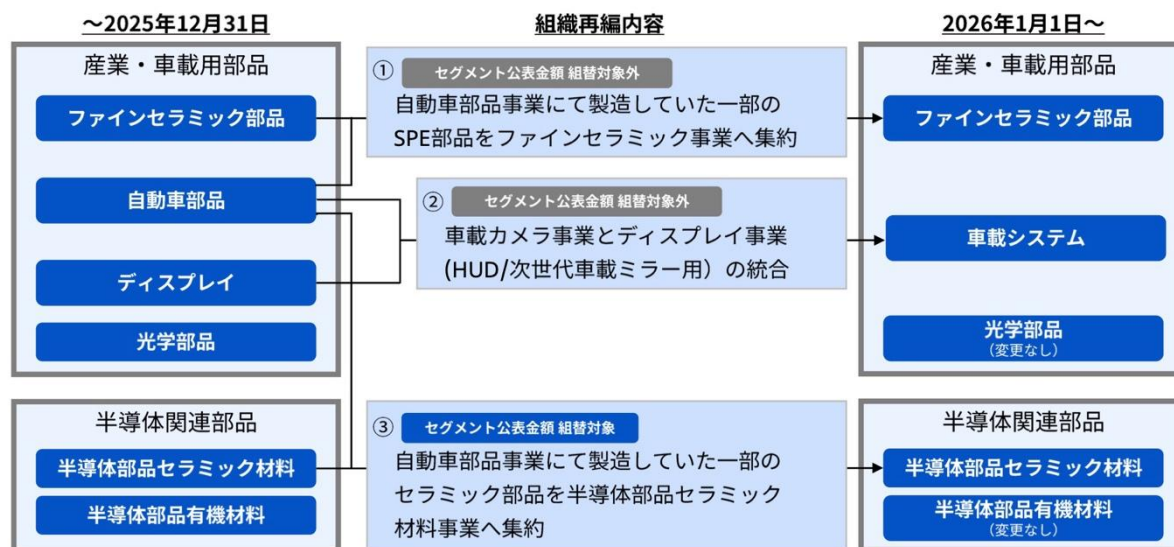 ～2025年12月31日
産業・車載用部品
ファインセラミック部品
自動車部品
ディスプレイ
光学部品
半導体関連部品
半導体部品セラミック材料
半導体部品有機材料
組織再編内容
① セグメント公表金額 組替対象外
自動車部品事業にて製造していた一部の
SPE部品をファインセラミック事業へ集約
② セグメント公表金額 組替対象外
車載カメラ事業とディスプレイ事業
(HUD/次世代車載ミラー用）の統合
③ セグメント公表金額 組替対象
自動車部品事業にて製造していた一部の
セラミック部品を半導体部品セラミック
材料事業へ集約
2026年1月1日～
産業・車載用部品
ファインセラミック部品
車載システム
光学部品
（変更なし）
半導体関連部品
半導体部品セラミック材料
半導体部品有機材料
（変更なし）